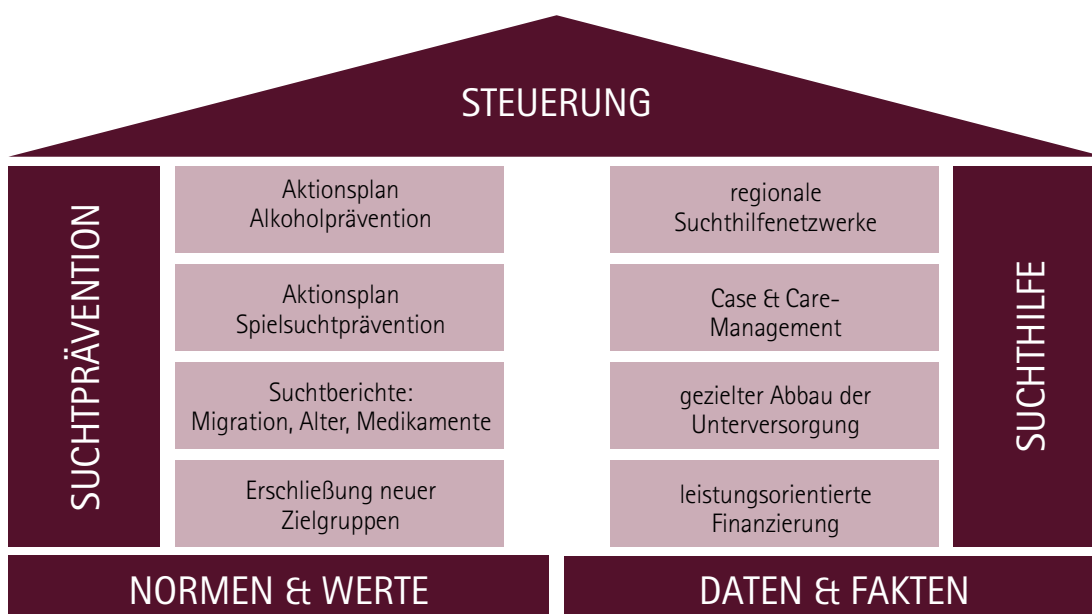 STEUERUNG
SUCHTPRÄVENTION
Aktionsplan
Alkoholprävention
Aktionsplan
Spielsuchtprävention
Suchtberichte:
Migration, Alter, Medikamente
Erschließung neuer
Zielgruppen
regionale
Suchthilfenetzwerke
Case & Care-
Management
gezielter Abbau der
Unterversorgung
leistungsorientierte
Finanzierung
SUCHTHILFE
NORMEN & WERTE
DATEN & FAKTEN